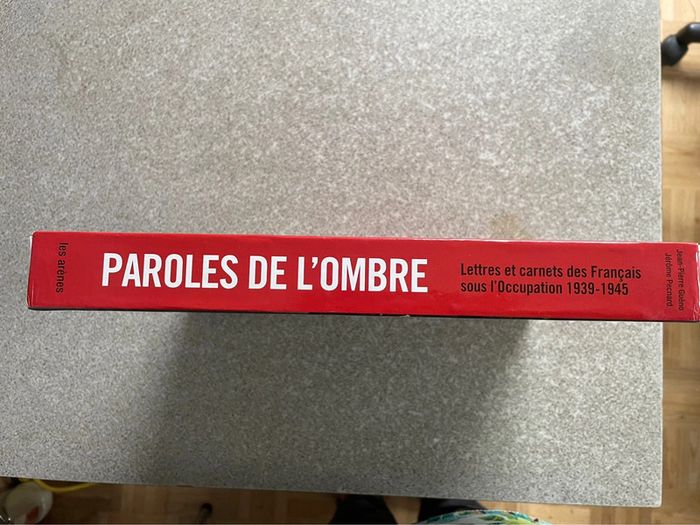 les arènes
PAROLES DE L'OMBRE
Lettres et carnets des Français
sous l'Occupation 1939-1945
Jean-Pierre Guéno
Jérôme Pecnard